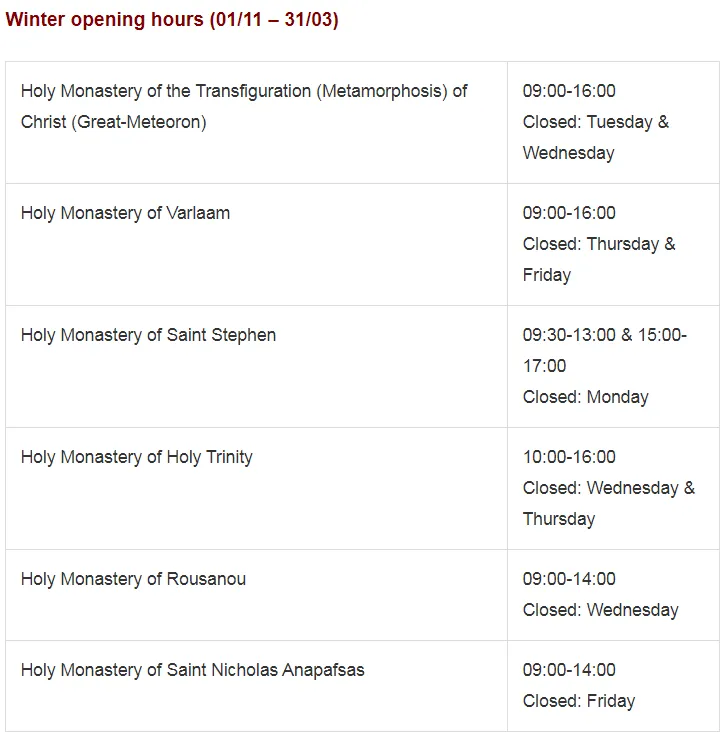 Winter opening hours (01/11 – 31/03)
Holy Monastery of the Transfiguration (Metamorphosis) of
Christ (Great-Meteoron)
09:00-16:00
Closed: Tuesday &
Wednesday
Holy Monastery of Varlaam
09:00-16:00
Closed: Thursday &
Friday
Holy Monastery of Saint Stephen
09:30-13:00 & 15:00-
17:00
Closed: Monday
Holy Monastery of Holy Trinity
10:00-16:00
Closed: Wednesday &
Thursday
Holy Monastery of Rousanou
09:00-14:00
Closed: Wednesday
Holy Monastery of Saint Nicholas Anapafsas
09:00-14:00
Closed: Friday